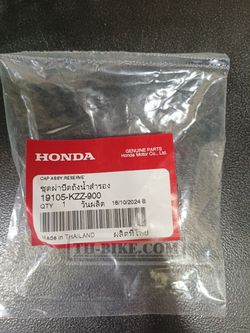 GENUINE PARTS
Honda Motor Co., Ltd.
HONDA
CAP ASSY,RESERVE
ชุดฝาปิดถังน้ำสำรอง
19105-KZZ-900
QTY 1 วันผลิต 18/10/2024 B
TH-BIKE.COM
Made in THAILAND ผลิตที่ไทย